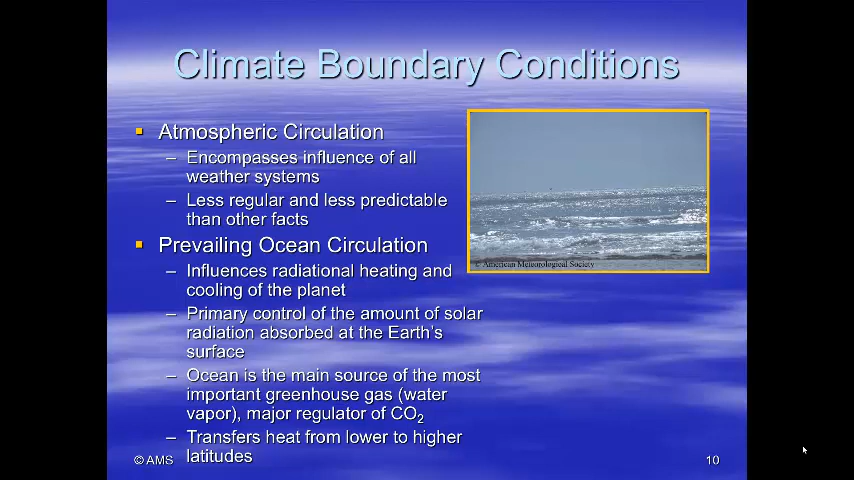 Climate Boundary Conditions
Atmospheric Circulation
– Encompasses influence of all
weather systems
– Less regular and less predictable
than other facts
Prevailing Ocean Circulation
– Influences radiational heating and
cooling of the planet
– Primary control of the amount of solar
radiation absorbed at the Earth's
surface
– Ocean is the main source of the most
important greenhouse gas (water
vapor), major regulator of CO₂
– Transfers heat from lower to higher
latitudes
© American Meteorological Society
© AMS
10